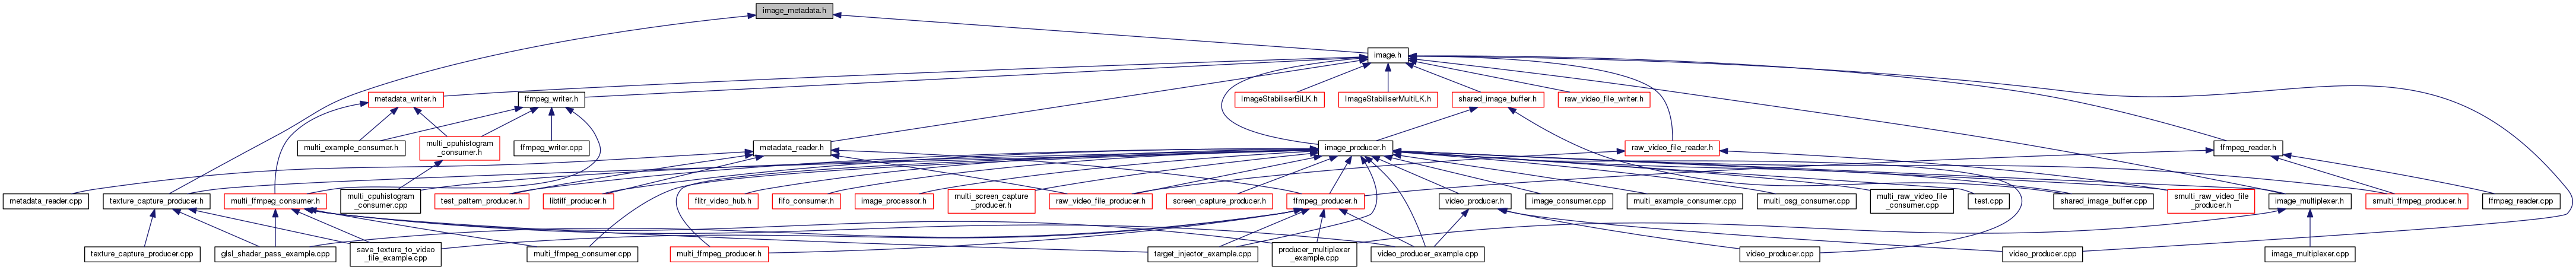 image_metadata.h
image.h
metadata_writer.h
ffmpeg_writer.h
ImageStabiliserBiLK.h
ImageStabiliserMultiLK.h
shared_image_buffer.h
raw_video_file_writer.h
multi_example_consumer.h
multi_cpuhistogram
_consumer.h
ffmpeg_writer.cpp
metadata_reader.h
image_producer.h
raw_video_file_reader.h
ffmpeg_reader.h
metadata_reader.cpp
texture_capture_producer.h
multi_ffmpeg_consumer.h
multi_cpuhistogram
_consumer.cpp
test_pattern_producer.h
libtiff_producer.h
flitr_video_hub.h
fifo_consumer.h
image_processor.h
multi_screen_capture
_producer.h
raw_video_file_producer.h
screen_capture_producer.h
ffmpeg_producer.h
video_producer.h
image_consumer.cpp
multi_example_consumer.cpp
multi_osg_consumer.cpp
multi_raw_video_file
_consumer.cpp
test.cpp
shared_image_buffer.cpp
smulti_raw_video_file
_producer.h
image_multiplexer.h
smulti_ffmpeg_producer.h
ffmpeg_reader.cpp
texture_capture_producer.cpp
glsl_shader_pass_example.cpp
save_texture_to_video
_file_example.cpp
multi_ffmpeg_consumer.cpp
multi_ffmpeg_producer.h
target_injector_example.cpp
producer_multiplexer
_example.cpp
video_producer_example.cpp
video_producer.cpp
video_producer.cpp
image_multiplexer.cpp